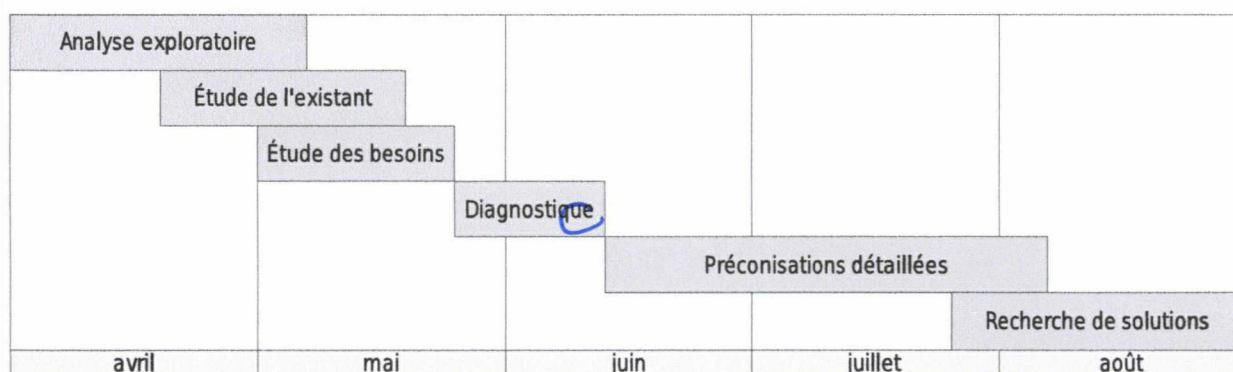 Analyse exploratoire
Étude de l'existant
Étude des besoins
Diagnostique
Préconisations détaillées
Recherche de solutions
avril mai juin juillet août